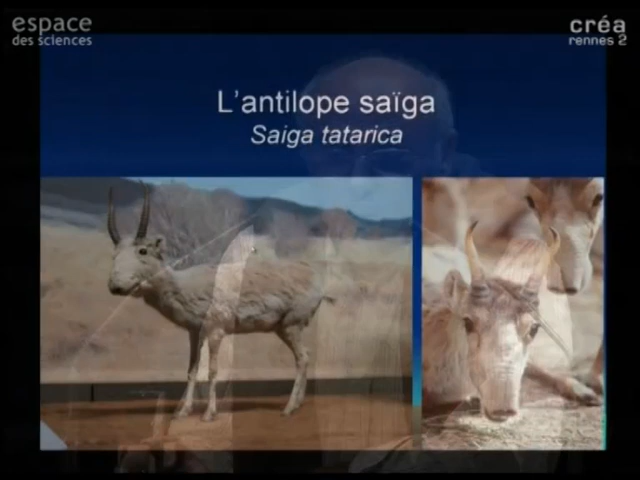 espace
des sciences
créa
rennes 2
L'antilope saïga
Saiga tatarica